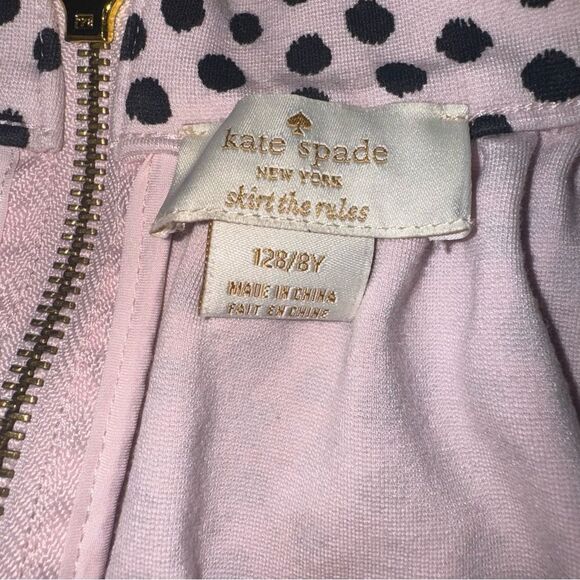 kate spade
NEW YORK
skirt the rules
128/8Y
MADE IN CHINA
FAIT EN CHINE